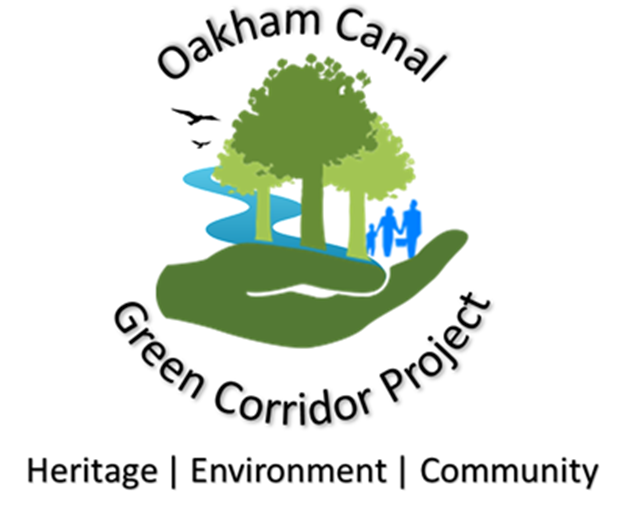 Oakham Canal
Green Corridor Project
Heritage | Environment | Community